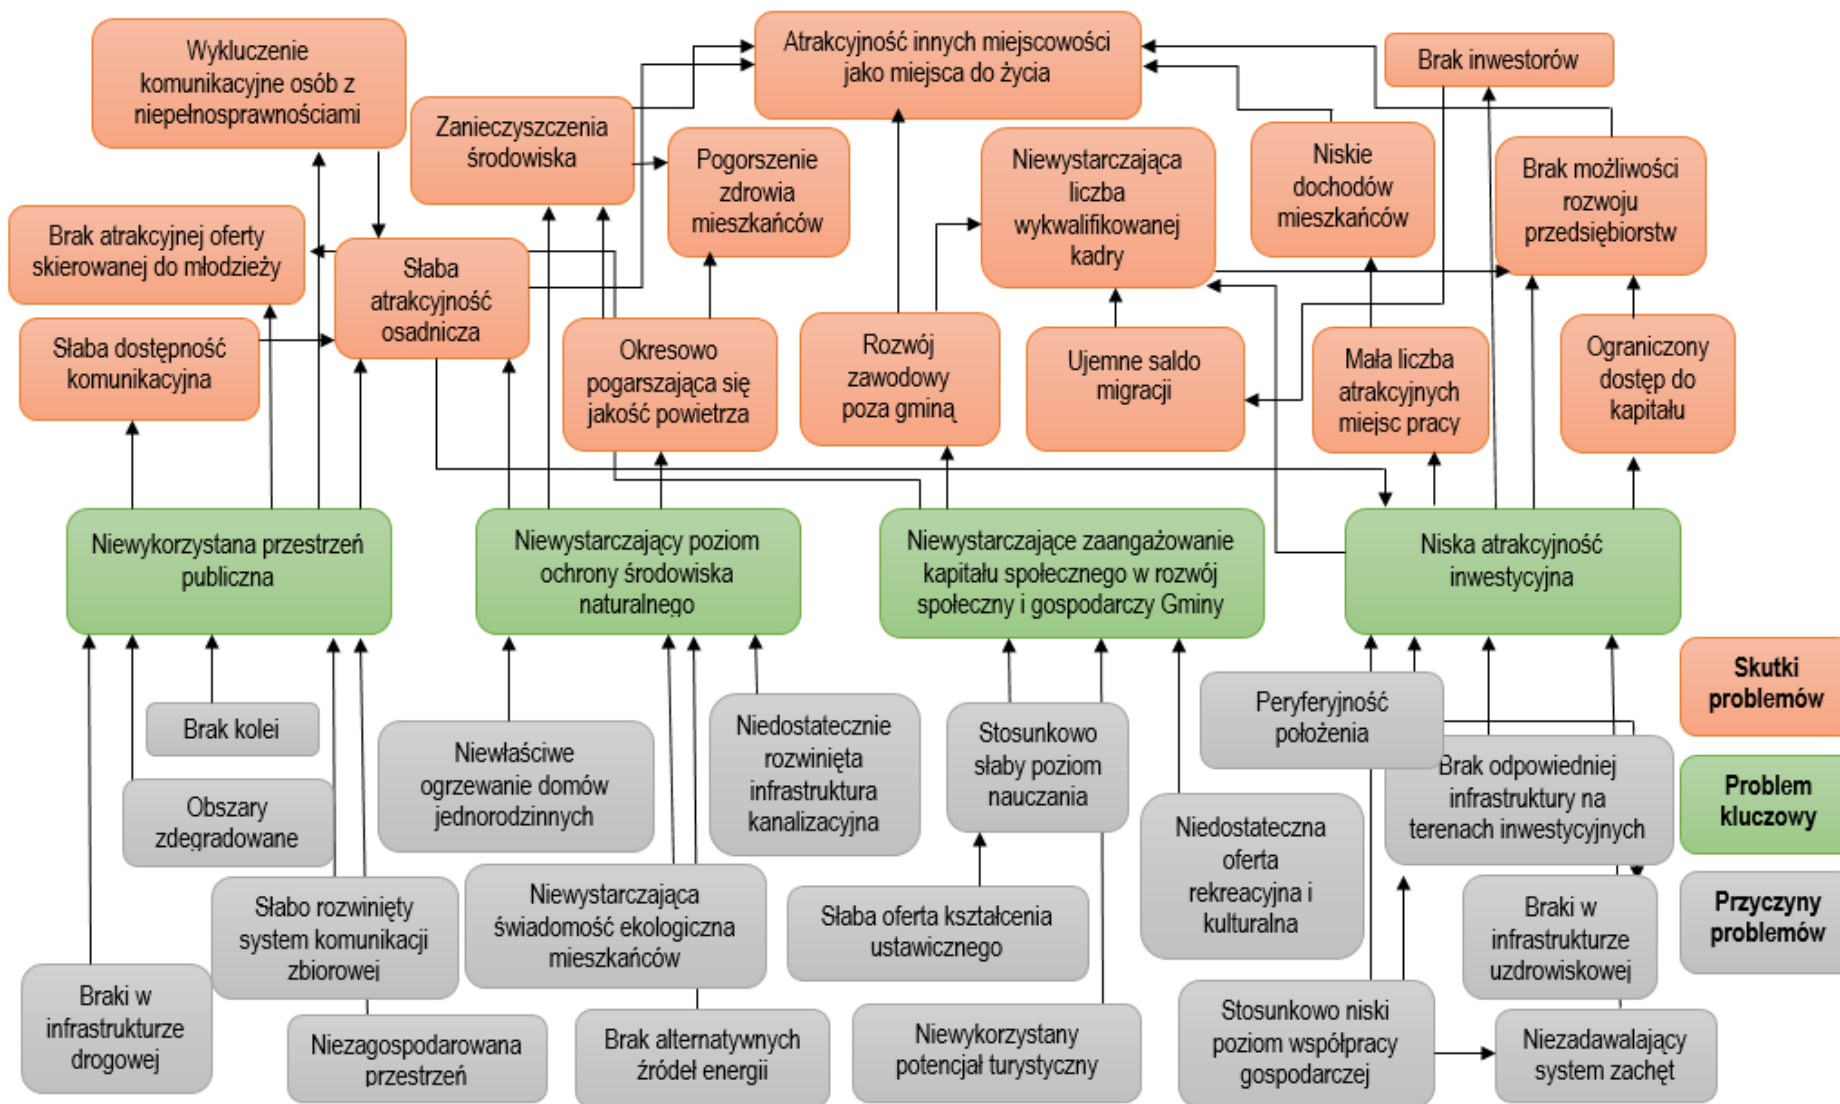 Wykluczenie
komunikacyjne osób z
niepełnosprawnościami
Atrakcyjność innych miejscowości
jako miejsca do życia
Brak inwestorów
Zanieczyszczenia
środowiska
Pogorszenie
zdrowia
mieszkańców
Niewystarczająca
liczba
wykwalifikowanej
kadry
Niskie
dochodów
mieszkańców
Brak możliwości
rozwoju
przedsiębiorstw
Brak atrakcyjnej oferty
skierowanej do młodzieży
Słaba
atrakcyjność
osadnicza
Słaba dostępność
komunikacyjna
Okresowo
pogarszająca się
jakość powietrza
Rozwój
zawodowy
poza gminą
Ujemne saldo
migracji
Mała liczba
atrakcyjnych
miejsc pracy
Ograniczony
dostęp do
kapitału
Niewykorzystana przestrzeń
publiczna
Niewystarczający poziom
ochrony środowiska
naturalnego
Niewystarczające zaangażowanie
kapitału społecznego w rozwój
społeczny i gospodarczy Gminy
Niska atrakcyjność
inwestycyjna
Skutki
problemów
Problem
kluczowy
Przyczyny
problemów
Brak kolei
Obszary
zdegradowane
Słabo rozwinięty
system komunikacji
zbiorowej
Braki w
infrastrukturze
drogowej
Niezagospodarowana
przestrzeń
Niewłaściwe
ogrzewanie domów
jednorodzinnych
Niedostatecznie
rozwinięta
infrastruktura
kanalizacyjna
Niewystarczająca
świadomość ekologiczna
mieszkańców
Brak alternatywnych
źródeł energii
Stosunkowo
słaby poziom
nauczania
Słaba oferta kształcenia
ustawicznego
Niewykorzystany
potencjał turystyczny
Niedostateczna
oferta
rekreacyjna i
kulturalna
Peryferyjność
położenia
Brak odpowiedniej
infrastruktury na
terenach inwestycyjnych
Braki w
infrastrukturze
uzdrowiskowej
Stosunkowo niski
poziom współpracy
gospodarczej
Niezadawalający
system zachęt